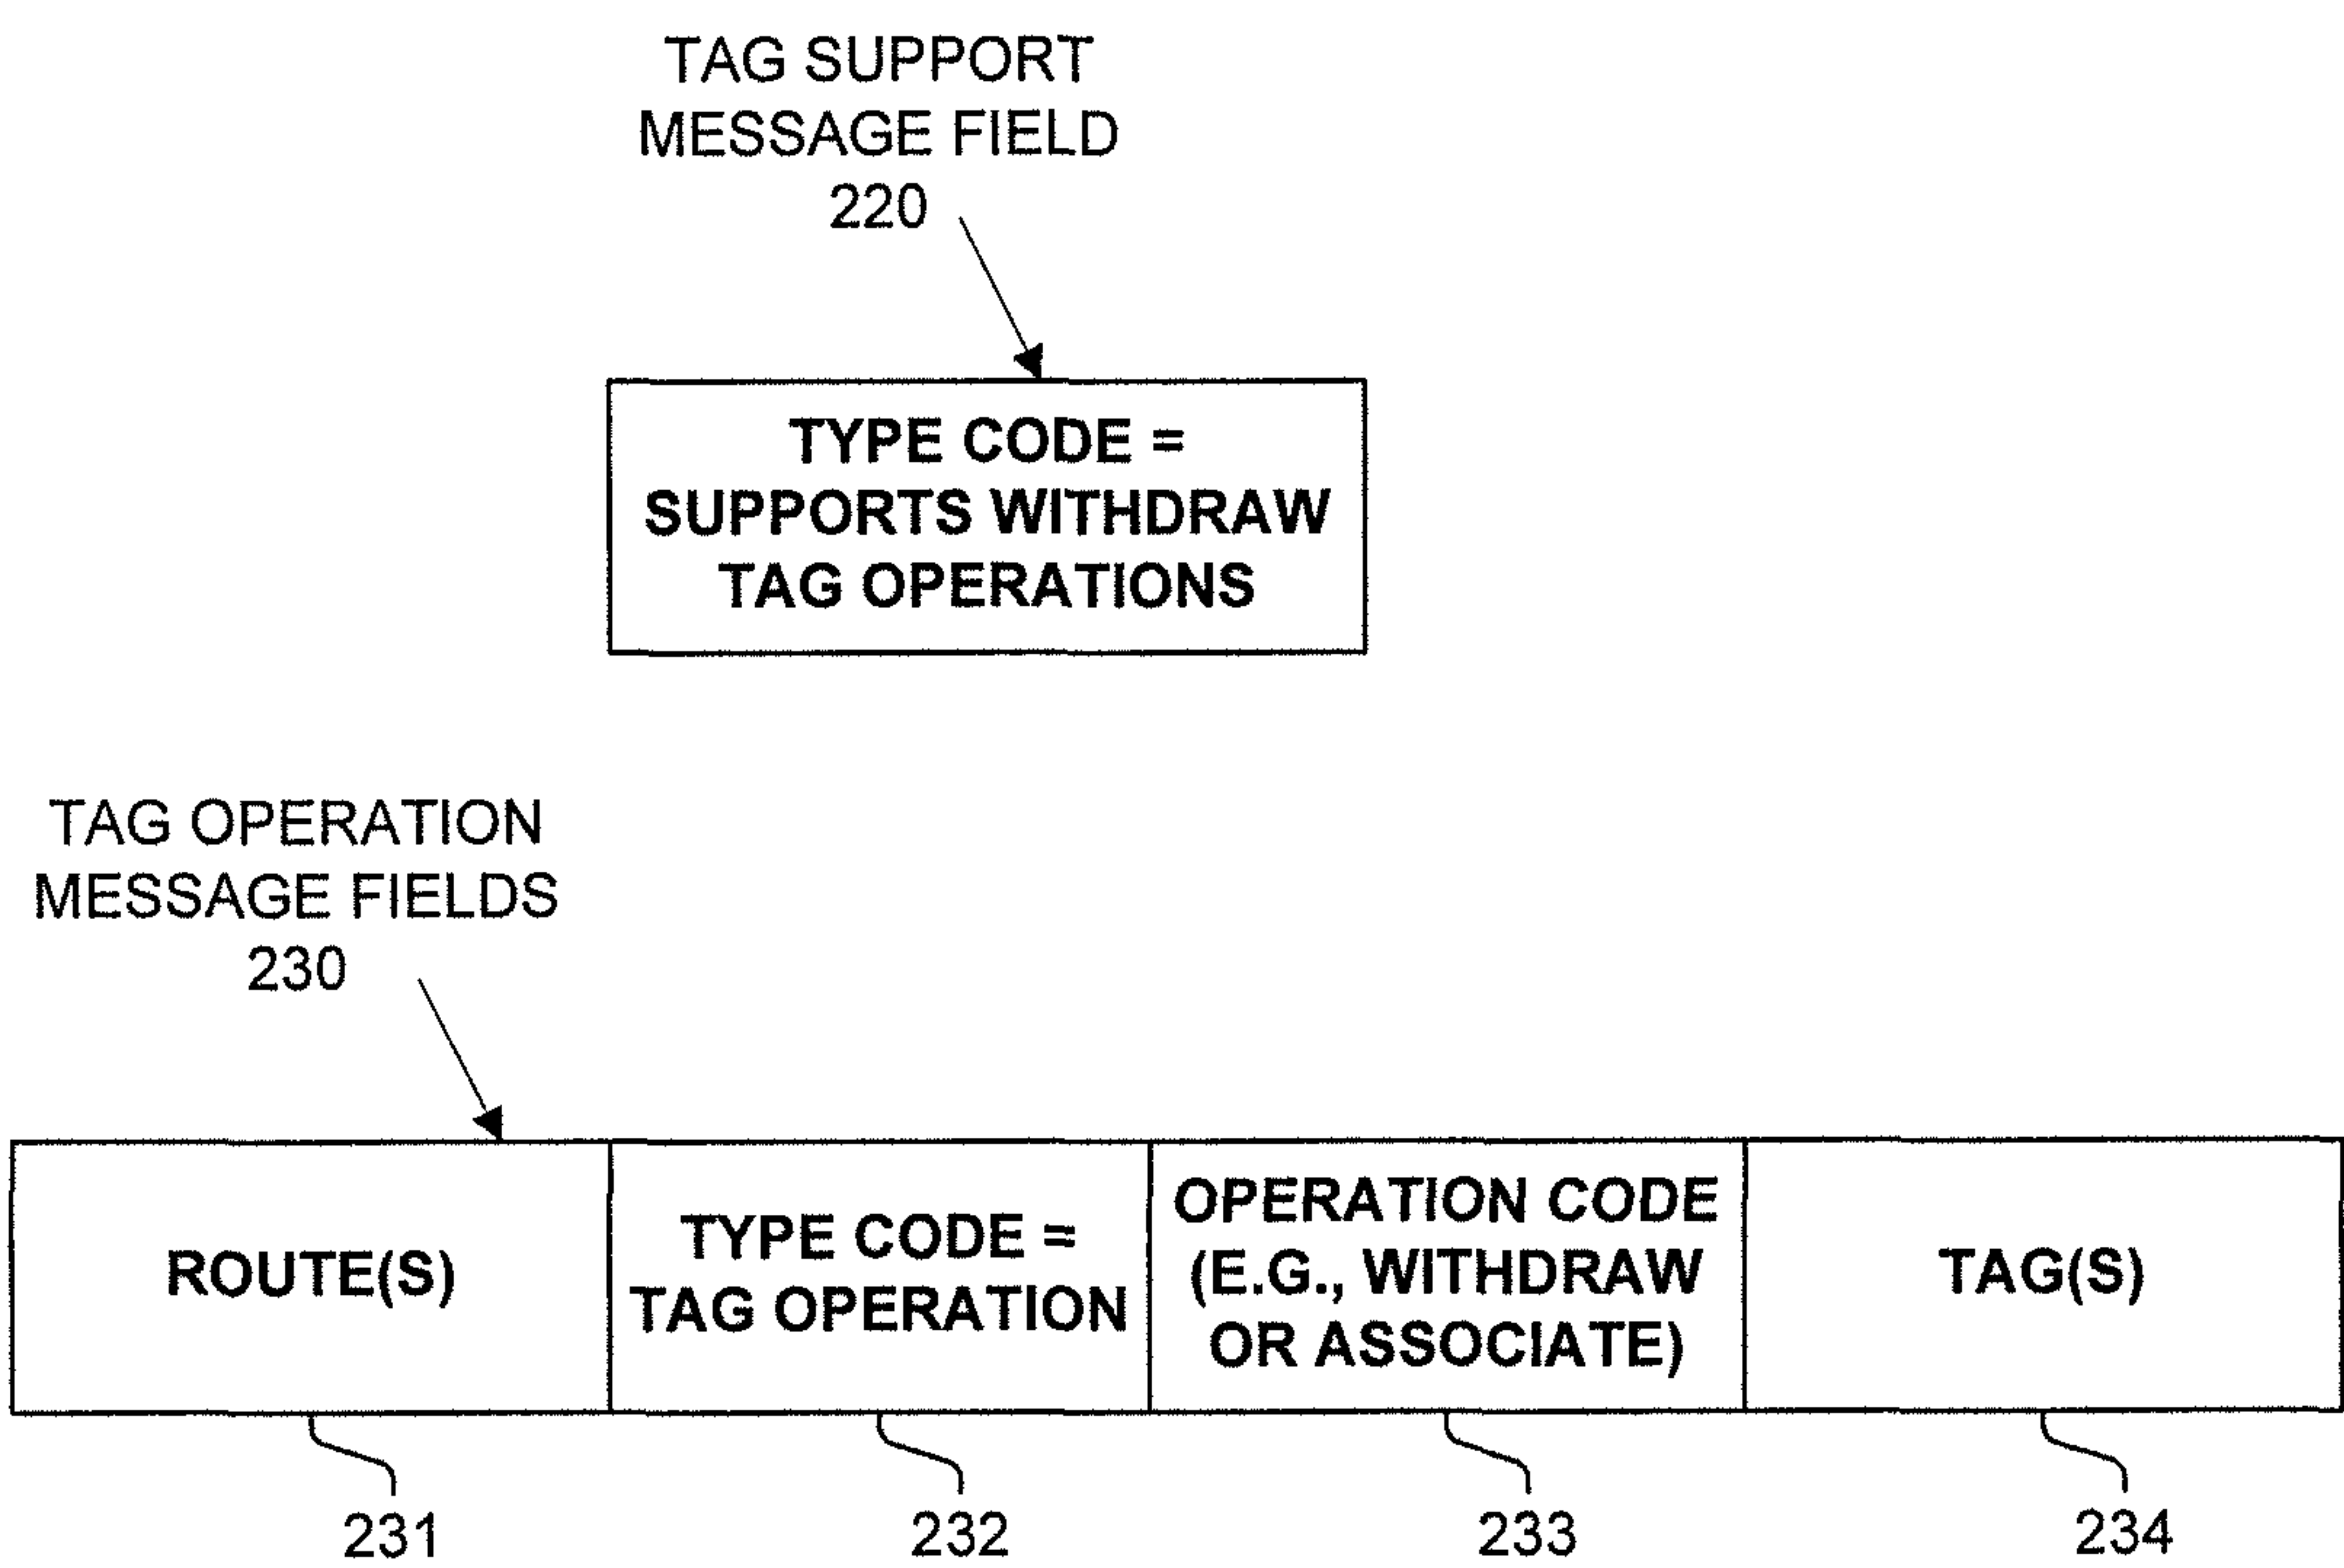 TAG SUPPORT
MESSAGE FIELD
220
TYPE CODE =
SUPPORTS WITHDRAW
TAG OPERATIONS
TAG OPERATION
MESSAGE FIELDS
230
ROUTE(S)
TYPE CODE =
TAG OPERATION
OPERATION CODE
(E.G., WITHDRAW
OR ASSOCIATE)
TAG(S)
231
232
233
234